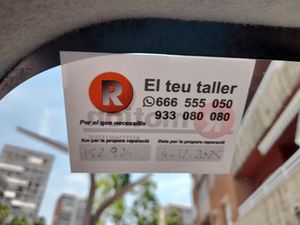 R
El teu taller
666 555 050
933 080 080
Per el que necessitis
Km per la propera reparació
Data per la propera reparació
152.924
4-12-2025